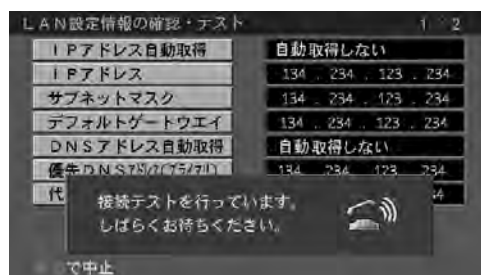 LAN設定情報の確認・テスト 1 2
IPアドレス自動取得 自動取得しない
IPアドレス 134 . 234 . 123 . 234
サブネットマスク 134 . 234 . 123 . 234
デフォルトゲートウエイ 134 . 234 . 123 . 234
DNSアドレス自動取得 自動取得しない
優先DNS 134 234 123 234
代
接続テストを行っています。
しばらくお待ちください。
で中止